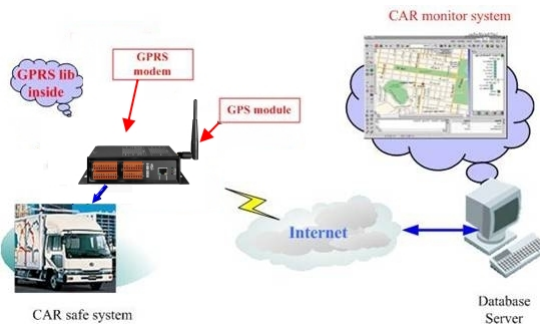 CAR monitor system
GPRS
modem
GPRS lib
inside
GPS module
Internet
CAR safe system
Database
Server